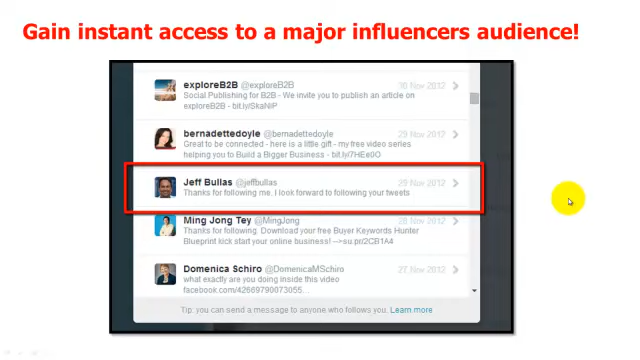 Gain instant access to a major influencers audience!
exploreB2B @exploreB2B 30 Nov 2012
Social Publishing for B2B - We invite you to publish an article on
exploreB2B - bit.ly/SkaNiP
bernadettedoyle @bernadettedoyle 29 Nov 2012
Great to be connected - here is a little gift - my free video series
helping you to Build a Bigger Business - bit.ly/7HEe0O
Jeff Bullas @jeffbullas 29 Nov 2012
Thanks for following me. I look forward to following your tweets
Ming Jong Tey @MingJong 28 Nov 2012
Thanks for following. Download your free Buyer Keywords Hunter
Blueprint kick start your online business! -->su.pr/2CB1A4
Domenica Schiro @DomenicaMSchiro 27 Nov 2012
what exactly are you doing inside this video
facebook.com/42669790073055...
Tip: you can send a message to anyone who follows you. Learn more